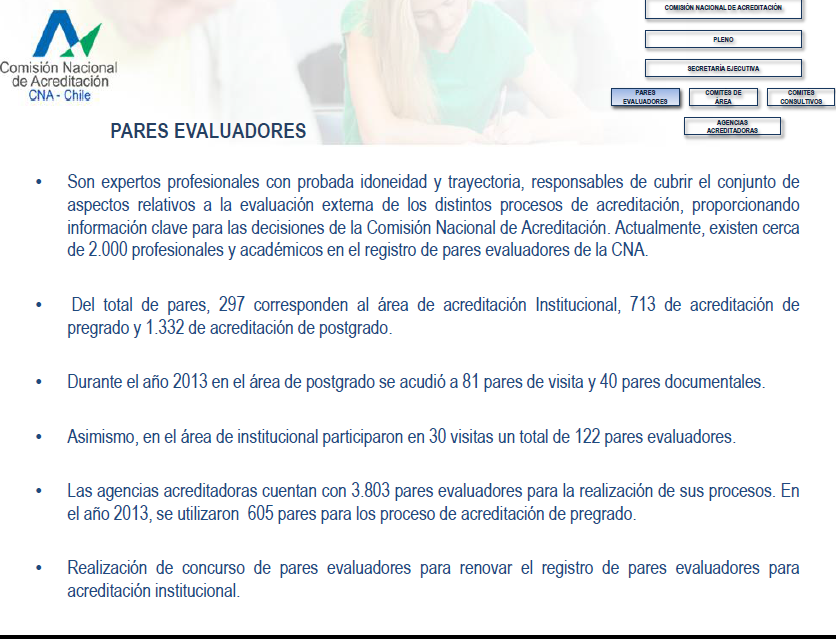 COMISIÓN NACIONAL DE ACREDITACIÓN
PLENO
SECRETARÍA EJECUTIVA
PARES
EVALUADORES
COMITES DE
ÁREA
COMITES
CONSULTIVOS
AGENCIAS
ACREDITADORAS
Comisión Nacional
de Acreditación
CNA - Chile
PARES EVALUADORES
• Son expertos profesionales con probada idoneidad y trayectoria, responsables de cubrir el conjunto de
aspectos relativos a la evaluación externa de los distintos procesos de acreditación, proporcionando
información clave para las decisiones de la Comisión Nacional de Acreditación. Actualmente, existen cerca
de 2.000 profesionales y académicos en el registro de pares evaluadores de la CNA.
• Del total de pares, 297 corresponden al área de acreditación Institucional, 713 de acreditación de
pregrado y 1.332 de acreditación de postgrado.
• Durante el año 2013 en el área de postgrado se acudió a 81 pares de visita y 40 pares documentales.
• Asimismo, en el área de institucional participaron en 30 visitas un total de 122 pares evaluadores.
• Las agencias acreditadoras cuentan con 3.803 pares evaluadores para la realización de sus procesos. En
el año 2013, se utilizaron 605 pares para los proceso de acreditación de pregrado.
• Realización de concurso de pares evaluadores para renovar el registro de pares evaluadores para
acreditación institucional.